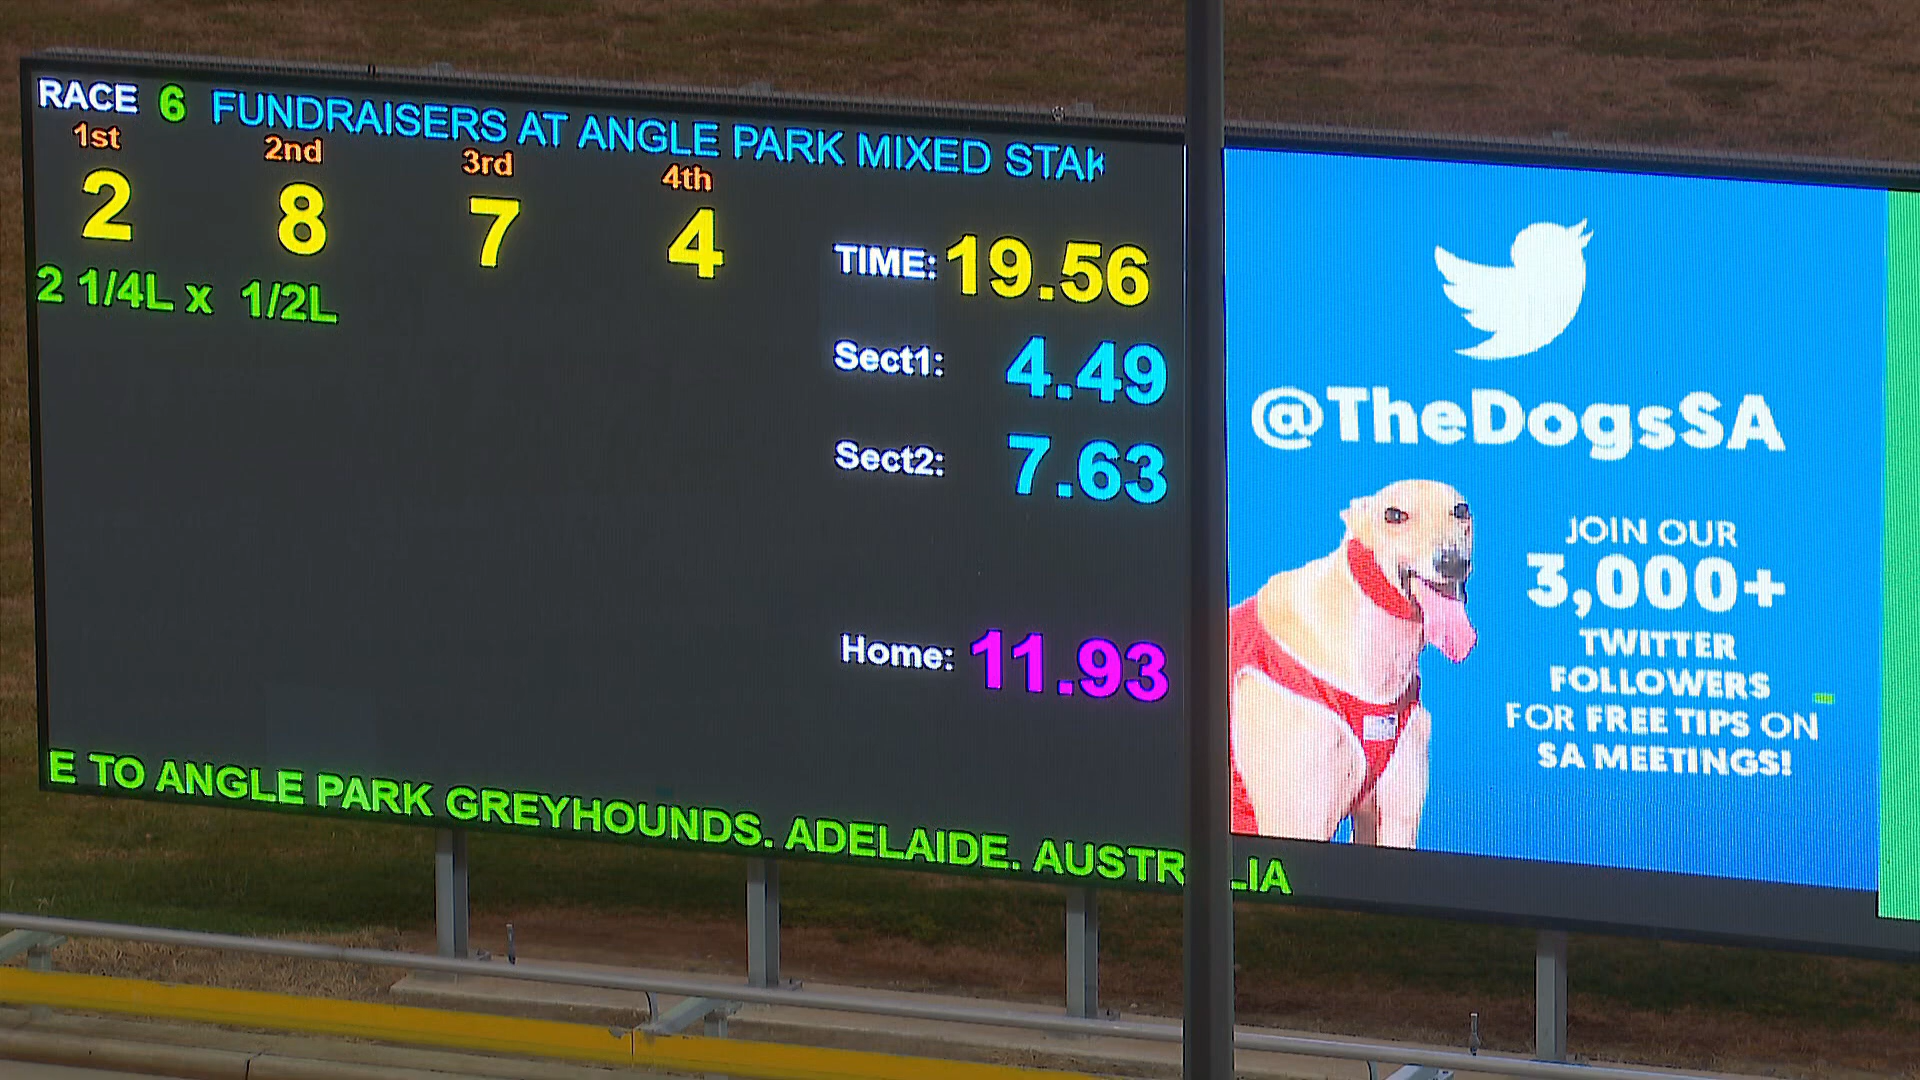 RACE 6 FUNDRAISERS AT ANGLE PARK MIXED STAK
1st 2nd 3rd 4th
2 8 7 4
2 1/4L x 1/2L
TIME: 19.56
Sect1: 4.49
Sect2: 7.63
Home: 11.93
E TO ANGLE PARK GREYHOUNDS. ADELAIDE. AUSTR LIA
@TheDogsSA
JOIN OUR
3,000+
TWITTER
FOLLOWERS
FOR FREE TIPS ON
SA MEETINGS!